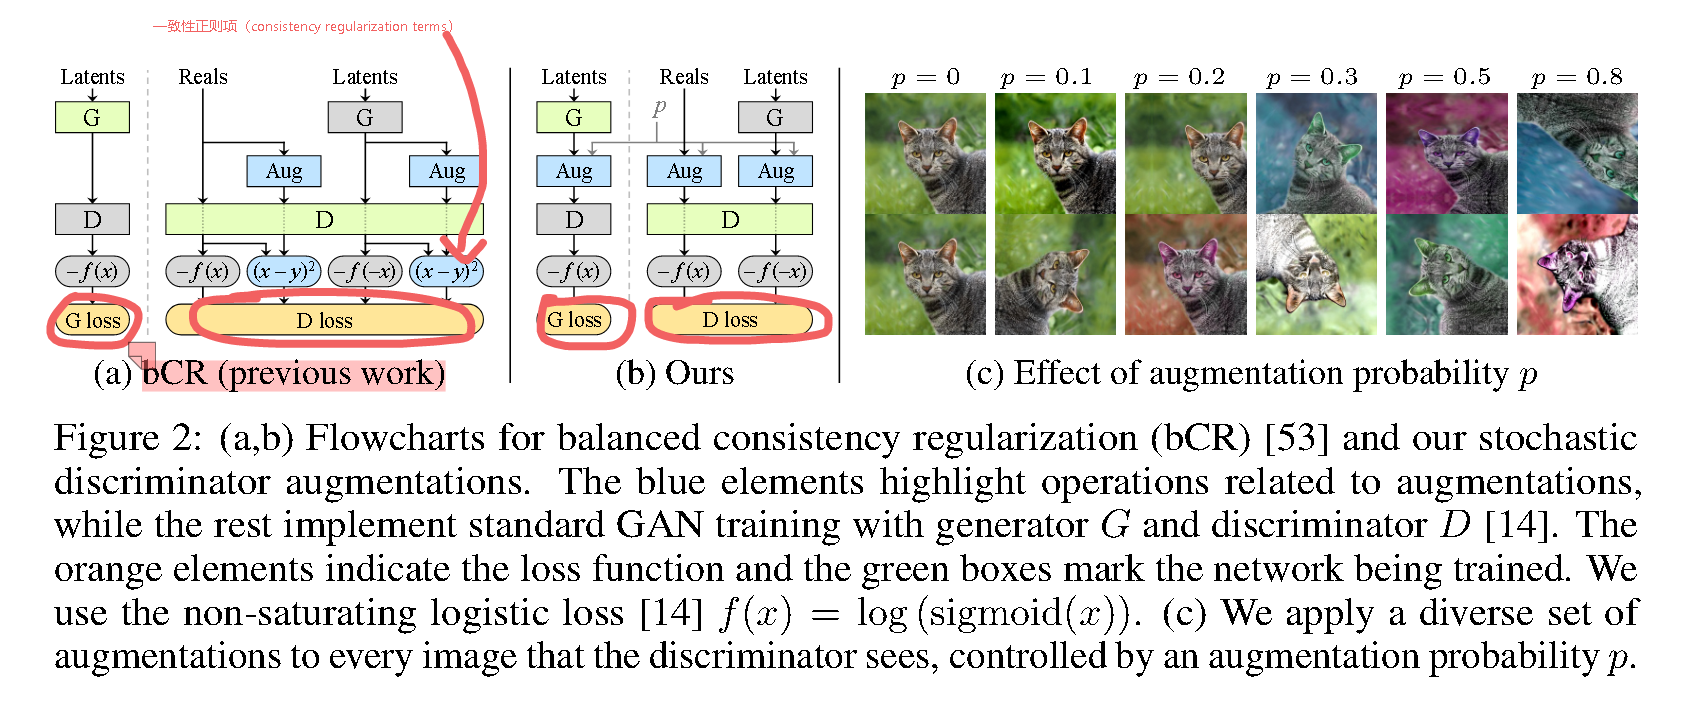 一致性正则项（consistency regularization terms）
Latents Reals Latents
G G
Aug Aug
D D
−f(x) −f(x) (x−y)² −f(−x) (x−y)²
G loss D loss
(a) bCR (previous work)
Latents Reals Latents
p
G G
Aug Aug Aug
D D
−f(x) −f(x) −f(−x)
G loss D loss
(b) Ours
p = 0 p = 0.1 p = 0.2 p = 0.3 p = 0.5 p = 0.8
(c) Effect of augmentation probability p
Figure 2: (a,b) Flowcharts for balanced consistency regularization (bCR) [53] and our stochastic
discriminator augmentations. The blue elements highlight operations related to augmentations,
while the rest implement standard GAN training with generator G and discriminator D [14]. The
orange elements indicate the loss function and the green boxes mark the network being trained. We
use the non-saturating logistic loss [14] f(x) = log (sigmoid(x)). (c) We apply a diverse set of
augmentations to every image that the discriminator sees, controlled by an augmentation probability p.